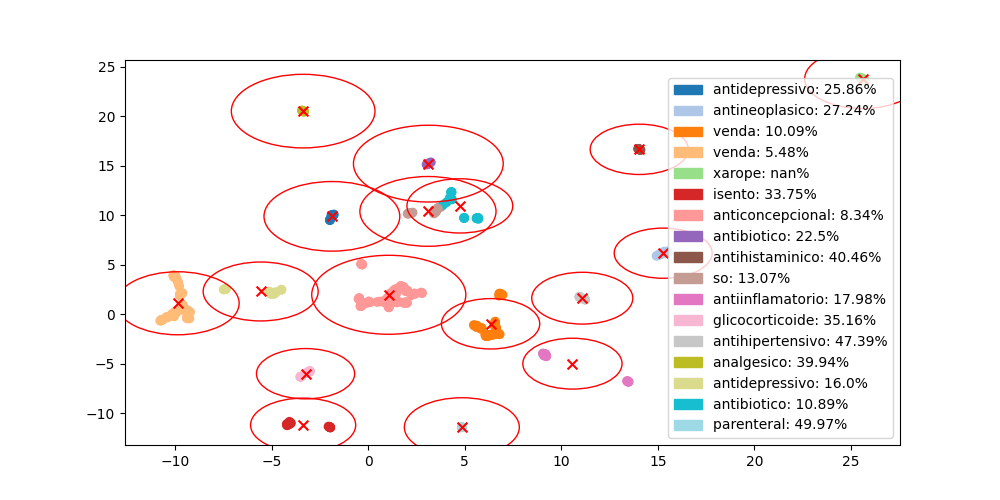 25
20
15
10
5
0
−5
−10
−10
−5
0
5
10
15
20
25
antidepressivo: 25.86%
antineoplasico: 27.24%
venda: 10.09%
venda: 5.48%
xarope: nan%
isento: 33.75%
anticoncepcional: 8.34%
antibiotico: 22.5%
antihistaminico: 40.46%
so: 13.07%
antiinflamatorio: 17.98%
glicocorticoide: 35.16%
antihipertensivo: 47.39%
analgesico: 39.94%
antidepressivo: 16.0%
antibiotico: 10.89%
parenteral: 49.97%